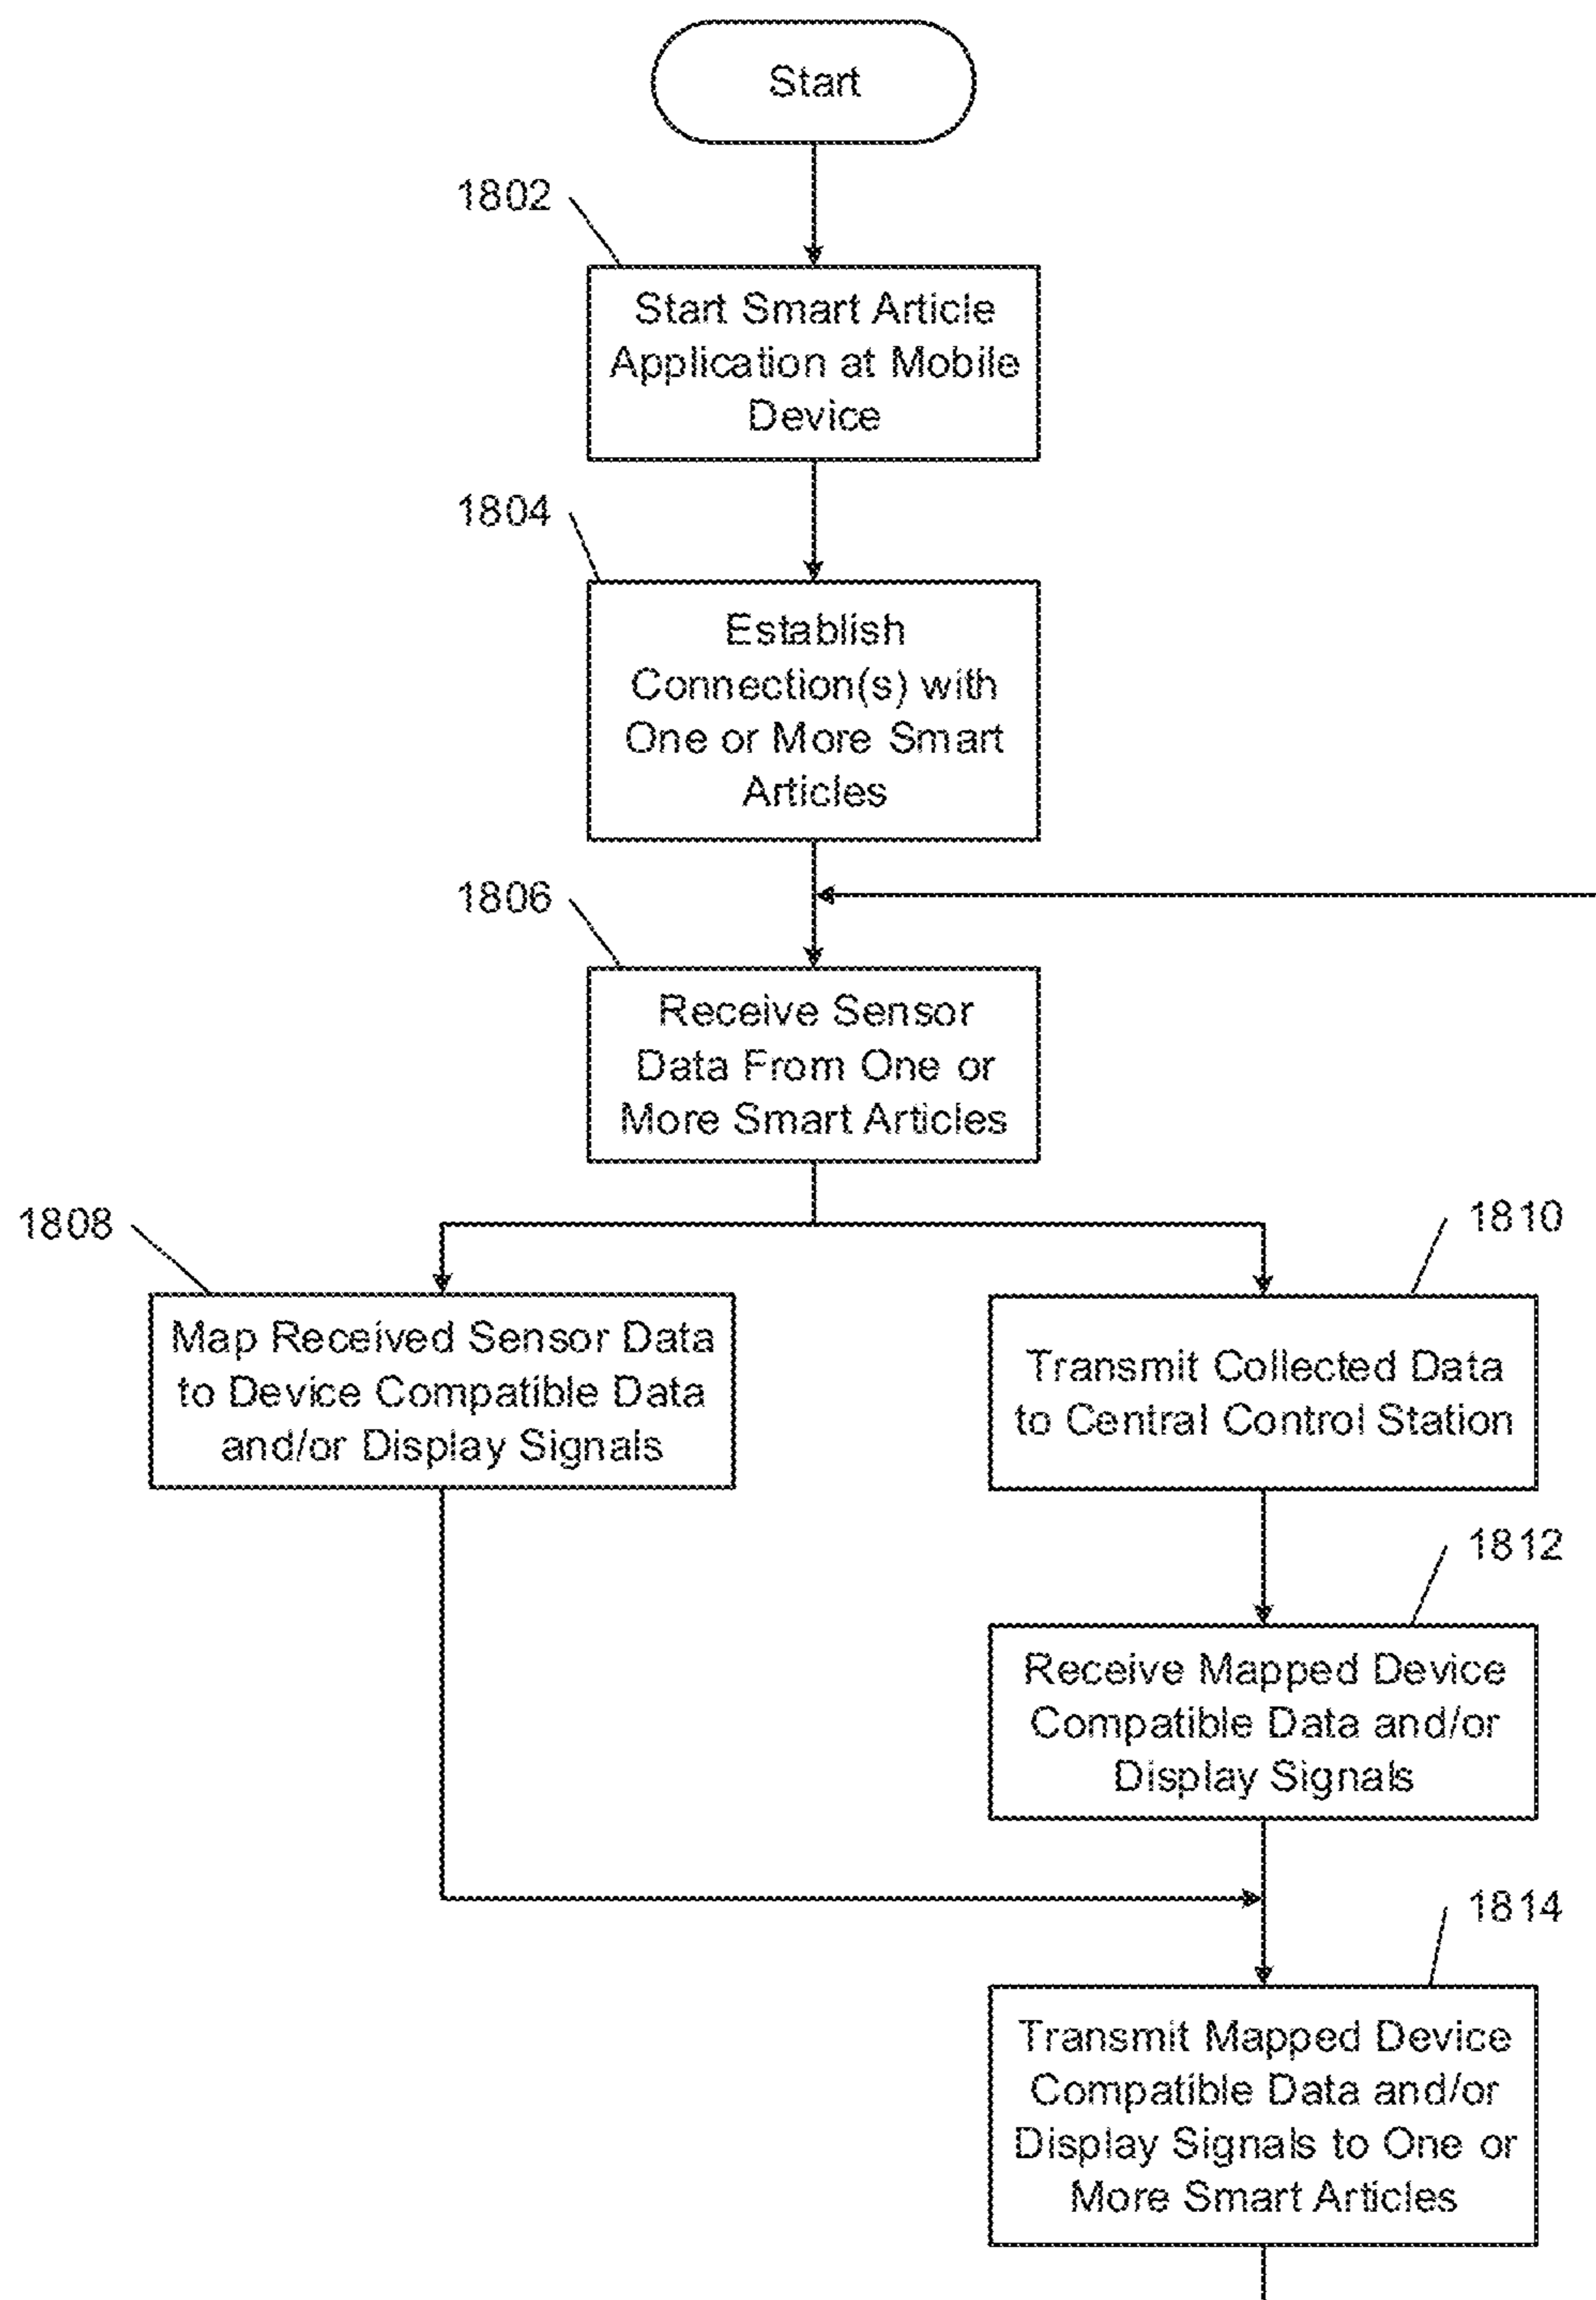 Start
1802
Start Smart Article
Application at Mobile
Device
1804
Establish
Connection(s) with
One or More Smart
Articles
1806
Receive Sensor
Data From One or
More Smart Articles
1808
Map Received Sensor Data
to Device Compatible Data
and/or Display Signals
1810
Transmit Collected Data
to Central Control Station
1812
Receive Mapped Device
Compatible Data and/or
Display Signals
1814
Transmit Mapped Device
Compatible Data and/or
Display Signals to One or
More Smart Articles